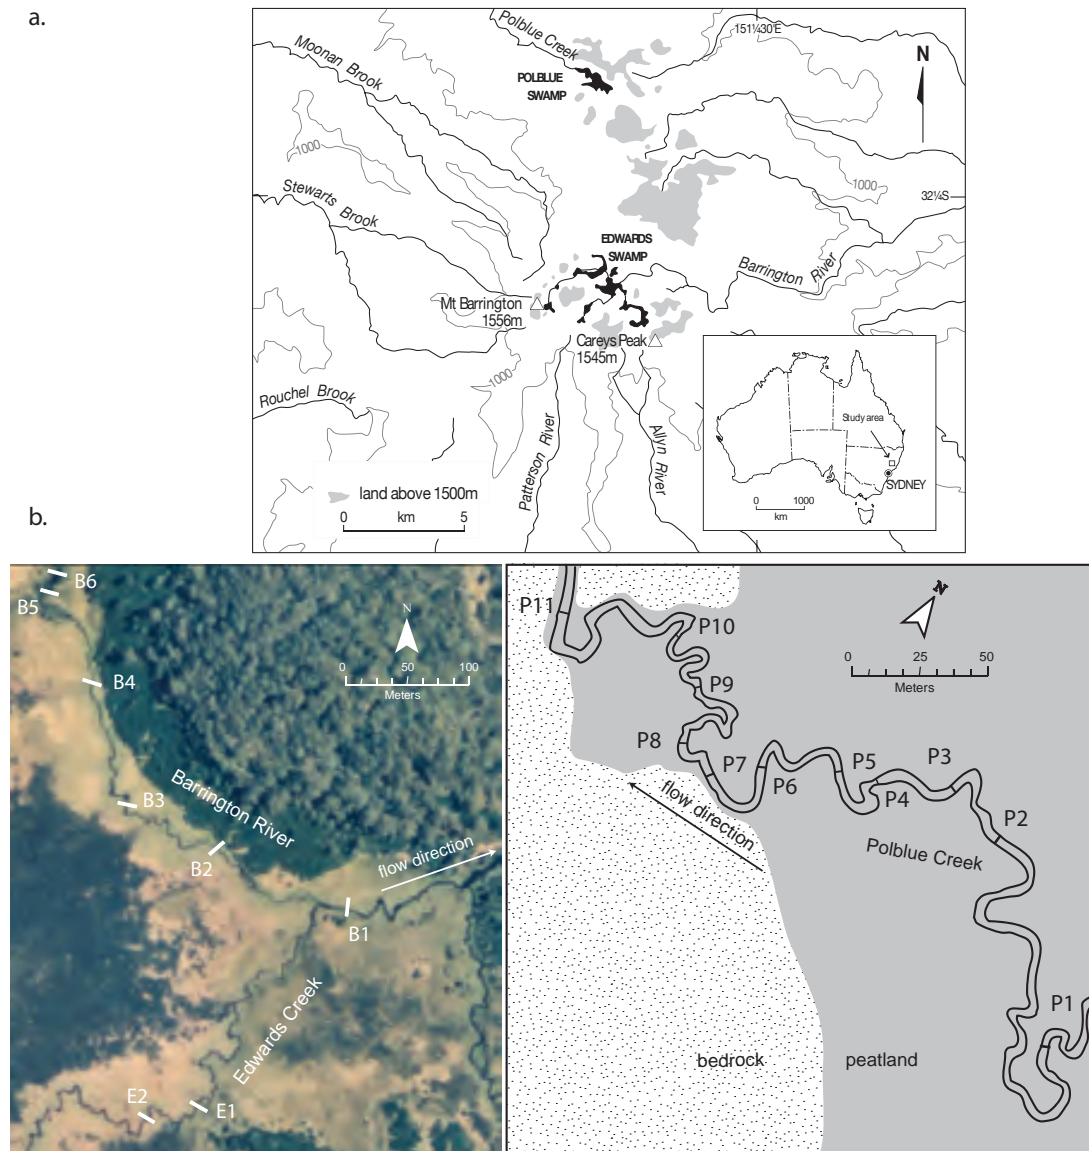 a.
Polblue Creek
151¼30'E
Moonan Brook
N
POLBLUE
SWAMP
1000
1000
Stewarts Brook
32¼S
EDWARDS
SWAMP
Barrington River
Mt Barrington
1556m
Careys Peak
1545m
1000
Rouchel Brook
Patterson River
Allyn River
Study area
SYDNEY
0 1000
km
land above 1500m
0 km 5
b.
B6
B5
N
0 50 100
Meters
B4
B3
Barrington River
B2
flow direction
B1
Edwards Creek
E2
E1
P11
N
P10
0 25 50
Meters
P9
P8
P7
P6
P5
P4
P3
P2
flow direction
Polblue Creek
P1
bedrock
peatland